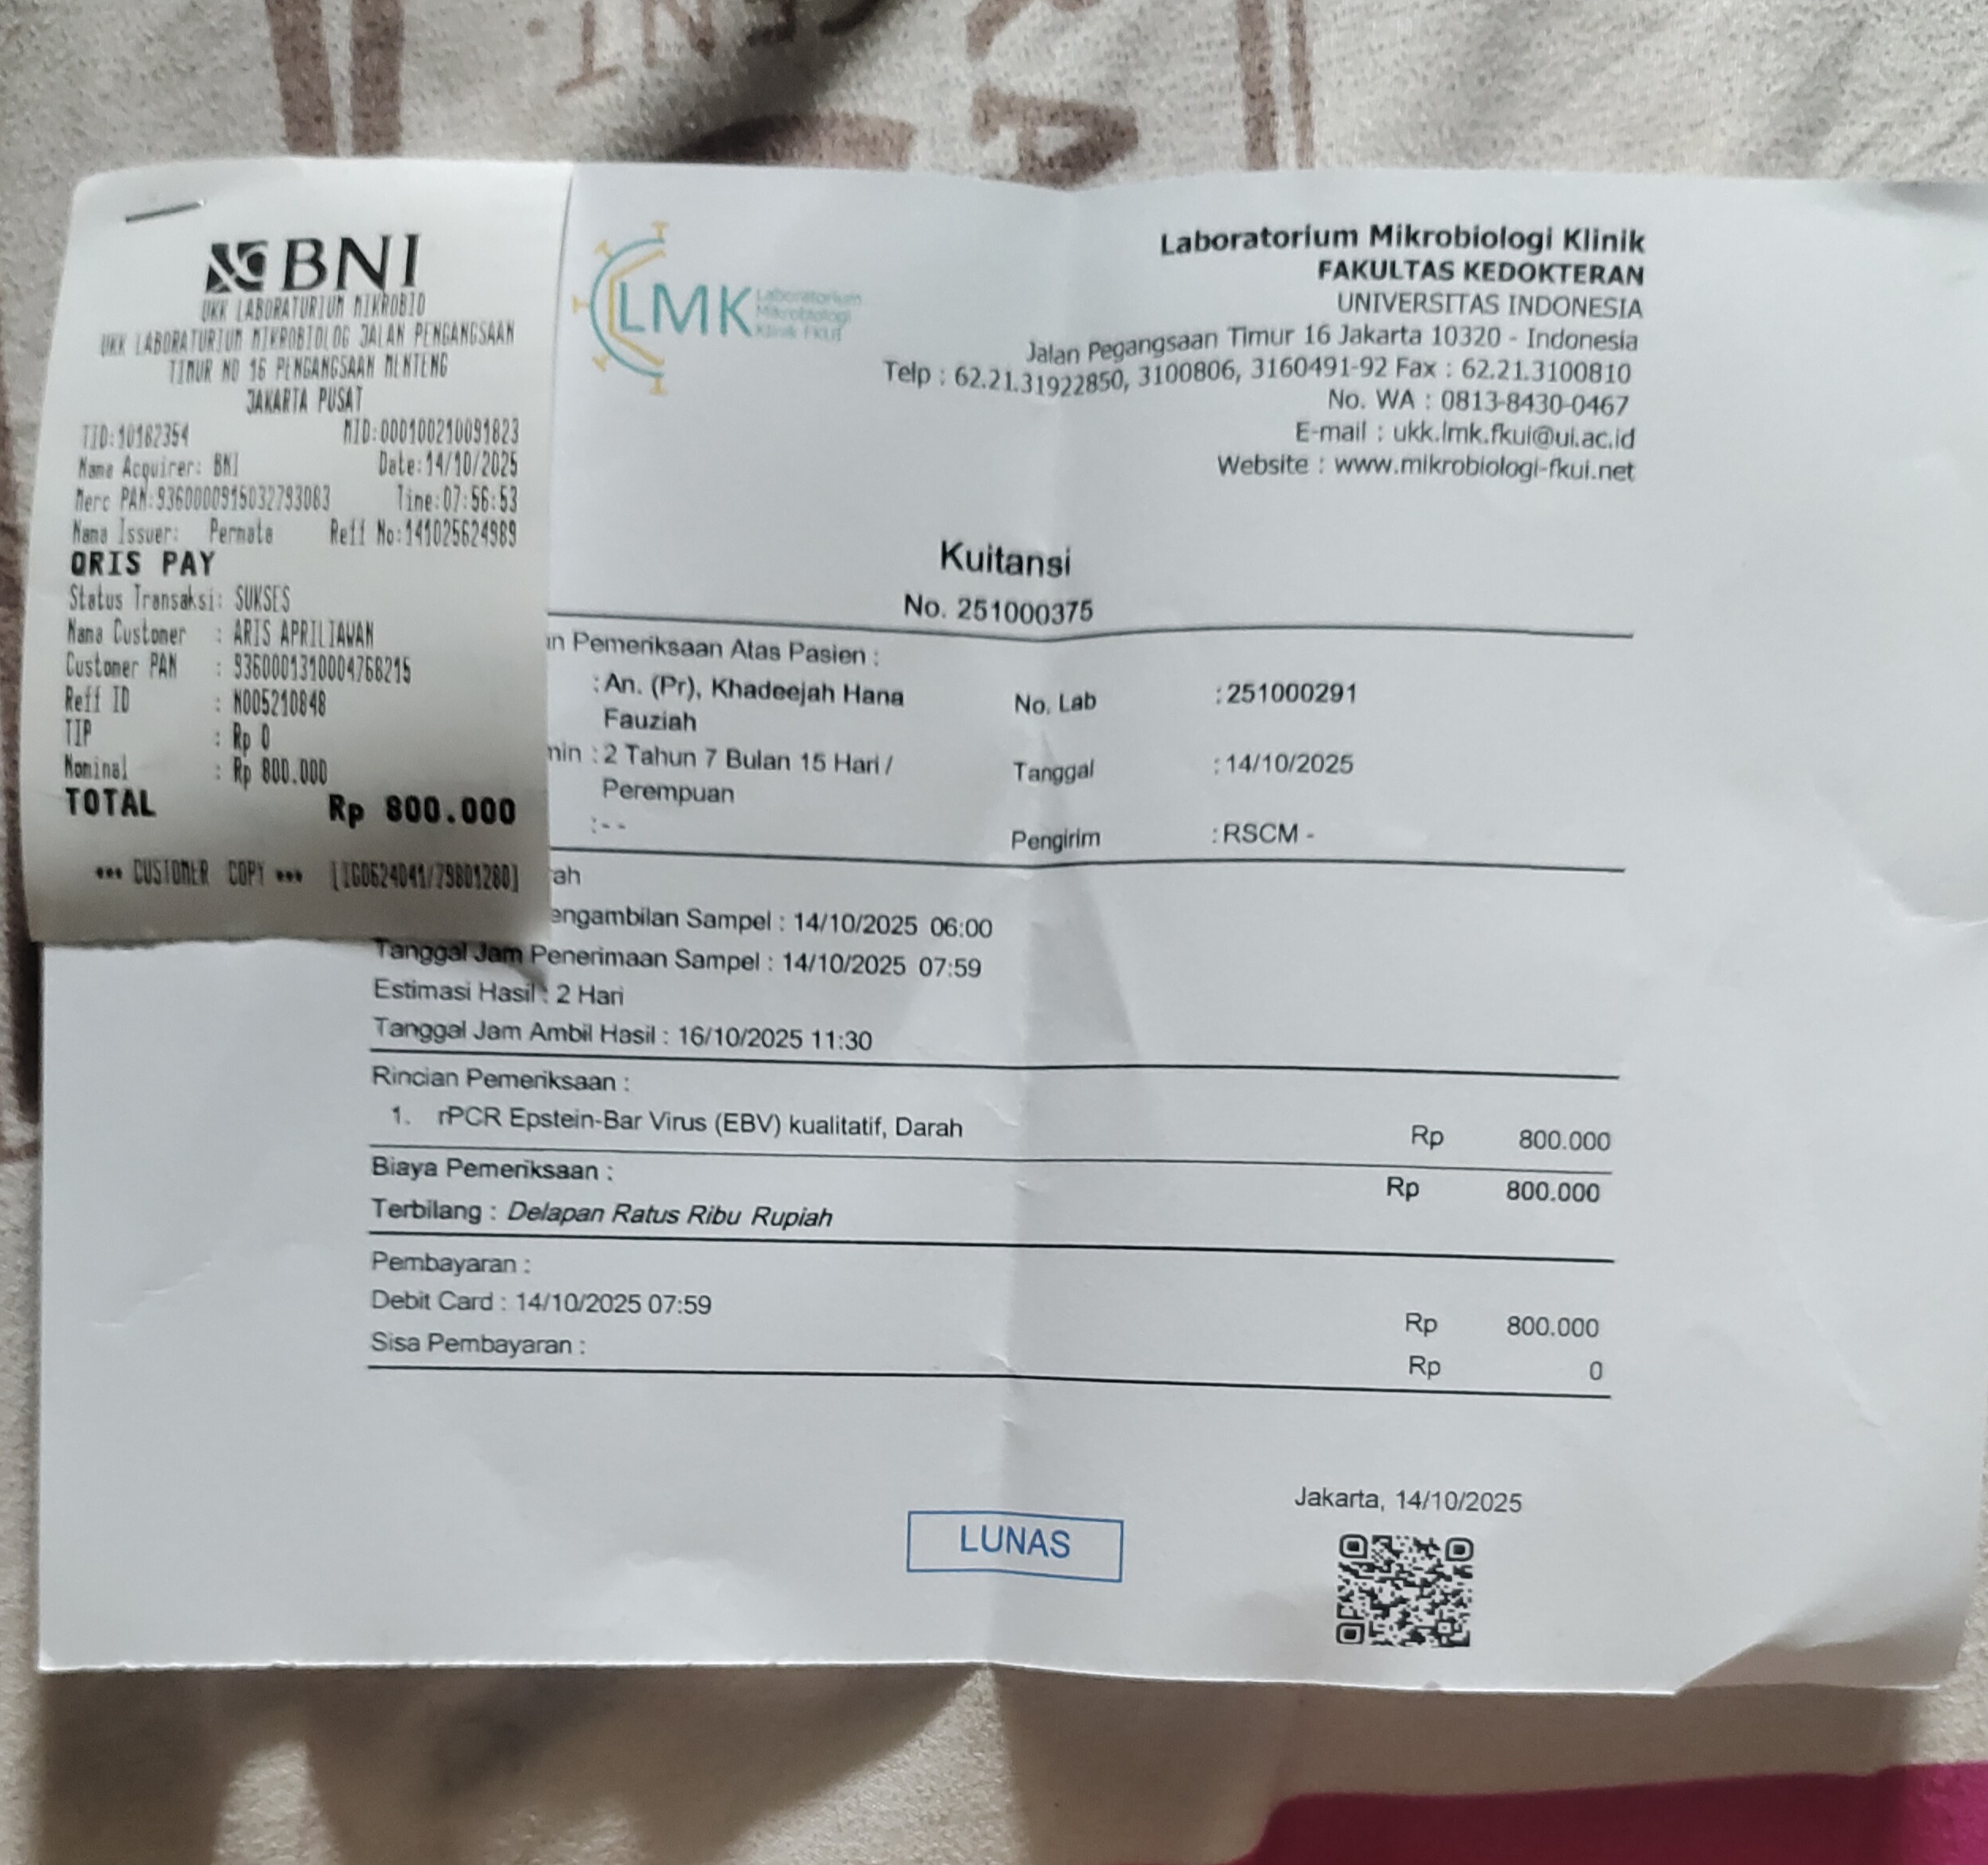 BNI
UKK LABORATURIUM MIKROBIO
UKK LABORATURIUM MIKROBIOLOG JALAN PENGANGSAAN
TIMUR NO 16 PENGANGSAAN MENTENG
JAKARTA PUSAT
TID:10182354 MID:000100210091823
Nama Acquirer: BNI Date:14/10/2025
Merc PAN:9360000915032793083 Time:07:56:53
Nama Issuer: Permata Reff No:141025624989
QRIS PAY
Status Transaksi: SUKSES
Nama Customer : ARIS APRILIAWAN
Customer PAN : 9360001310004768215
Reff ID : N005210848
TIP : Rp 0
Nominal : Rp 800.000
TOTAL Rp 800.000
*** CUSTOMER COPY *** [IG0624041/79801280]
LMK Laboratorium
Mikrobiologi
Klinik FKUI
Laboratorium Mikrobiologi Klinik
FAKULTAS KEDOKTERAN
UNIVERSITAS INDONESIA
Jalan Pegangsaan Timur 16 Jakarta 10320 - Indonesia
Telp : 62.21.31922850, 3100806, 3160491-92 Fax : 62.21.3100810
No. WA : 0813-8430-0467
E-mail : ukk.lmk.fkui@ui.ac.id
Website : www.mikrobiologi-fkui.net
Kuitansi
No. 251000375
n Pemeriksaan Atas Pasien :
: An. (Pr), Khadeejah Hana
Fauziah
No. Lab : 251000291
min : 2 Tahun 7 Bulan 15 Hari /
Perempuan
Tanggal : 14/10/2025
: - -
Pengirim : RSCM -
rah
engambilan Sampel : 14/10/2025 06:00
Tanggal Jam Penerimaan Sampel : 14/10/2025 07:59
Estimasi Hasil : 2 Hari
Tanggal Jam Ambil Hasil : 16/10/2025 11:30
Rincian Pemeriksaan :
1. rPCR Epstein-Bar Virus (EBV) kualitatif, Darah Rp 800.000
Biaya Pemeriksaan : Rp 800.000
Terbilang : Delapan Ratus Ribu Rupiah
Pembayaran :
Debit Card : 14/10/2025 07:59 Rp 800.000
Sisa Pembayaran : Rp 0
Jakarta, 14/10/2025
LUNAS